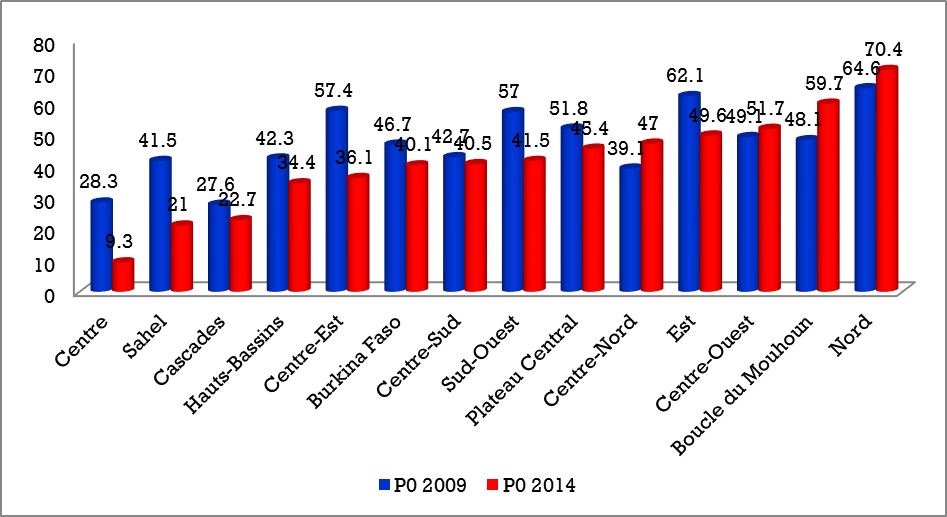 80
70
60
50
40
30
20
10
0
28.3
9.3
41.5
21
27.6
22.7
42.3
34.4
57.4
36.1
46.7
40.1
42.7
40.5
57
41.5
51.8
45.4
39.1
47
62.1
49.6
49.1
51.7
48.1
59.7
64.6
70.4
Centre
Sahel
Cascades
Hauts-Bassins
Centre-Est
Burkina Faso
Centre-Sud
Sud-Ouest
Plateau Central
Centre-Nord
Est
Centre-Ouest
Boucle du Mouhoun
Nord
P0 2009 P0 2014